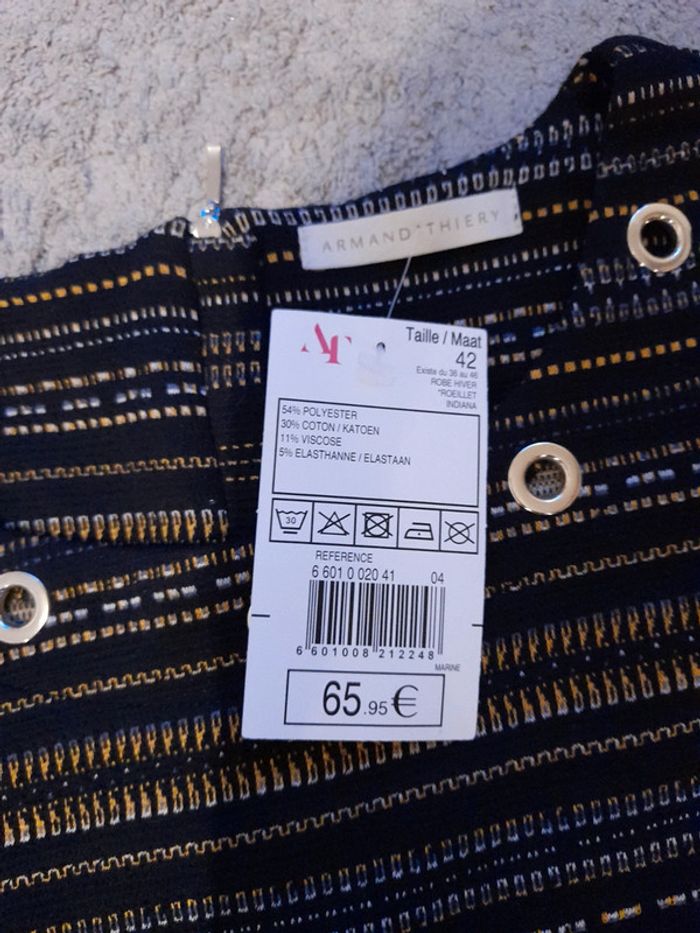 ARMAND THIERY
AT
Taille / Maat
42
Existe du 36 au 46
ROBE HIVER
*ROEILLET
INDIANA
54% POLYESTER
30% COTON / KATOEN
11% VISCOSE
5% ELASTHANNE / ELASTAAN
30
REFERENCE
6 601 0 020 41 04
6 601008 212248
MARINE
65.95€